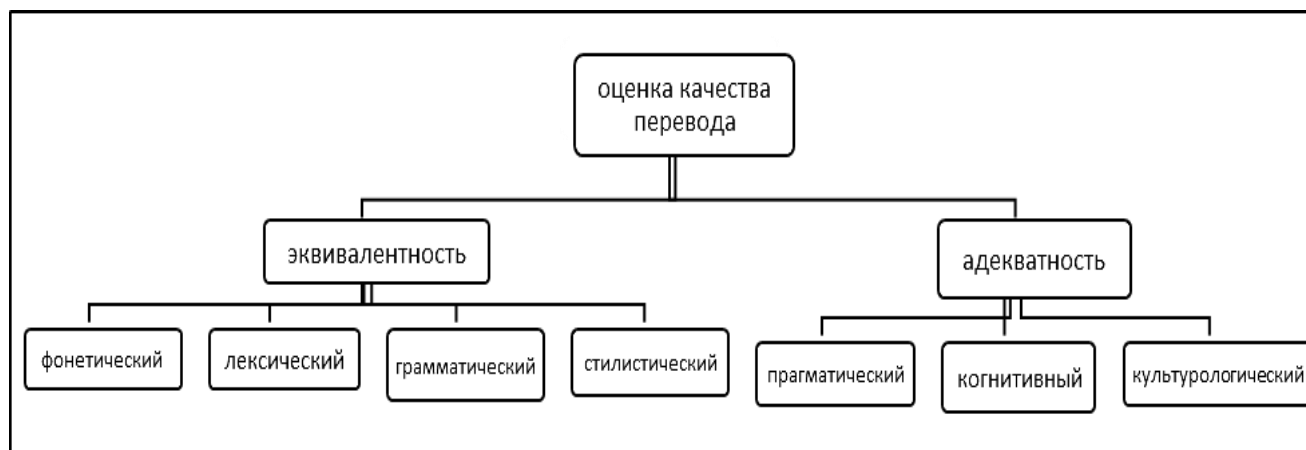 оценка качества
перевода
эквивалентность
адекватность
фонетический
лексический
грамматический
стилистический
прагматический
когнитивный
культурологический